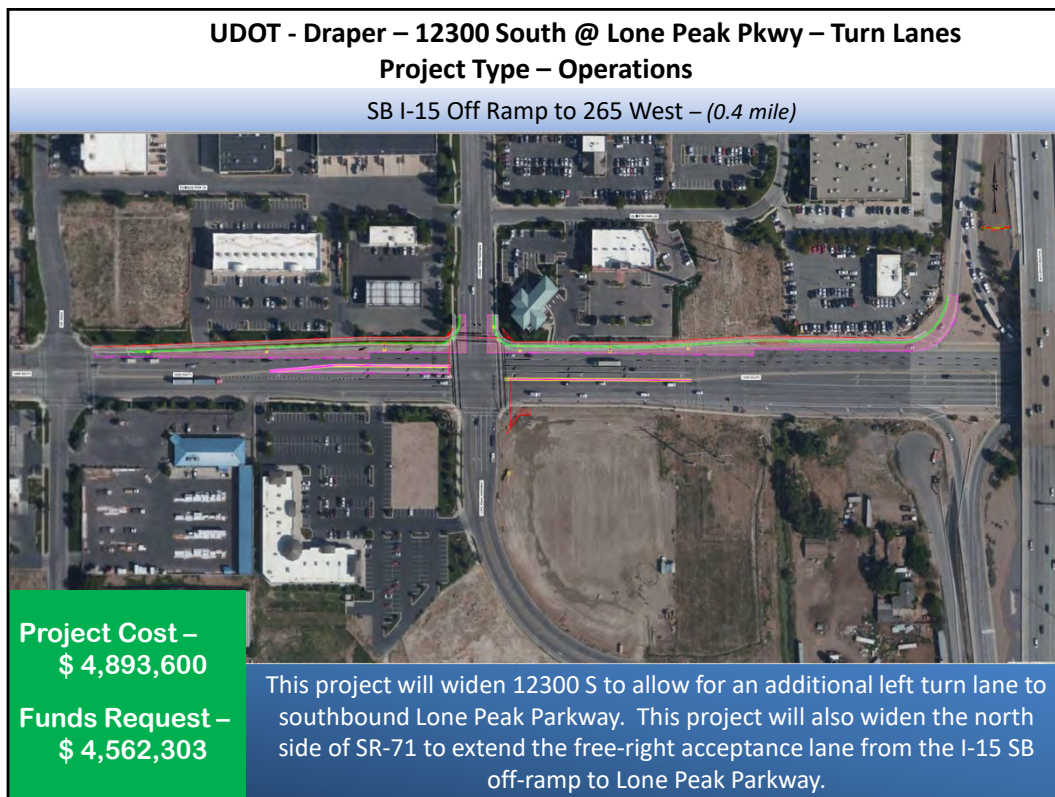 UDOT - Draper – 12300 South @ Lone Peak Pkwy – Turn Lanes
Project Type – Operations
SB I-15 Off Ramp to 265 West – (0.4 mile)
Project Cost –
$ 4,893,600
Funds Request –
$ 4,562,303
This project will widen 12300 S to allow for an additional left turn lane to
southbound Lone Peak Parkway. This project will also widen the north
side of SR-71 to extend the free-right acceptance lane from the I-15 SB
off-ramp to Lone Peak Parkway.